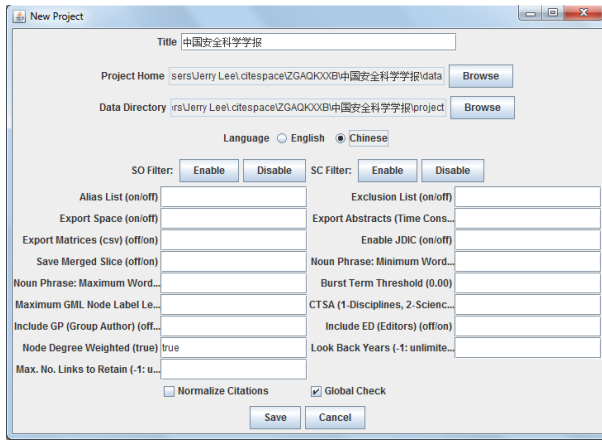 New Project
Title 中国安全科学学报
Project Home sers\Jerry Lee\.citespace\ZGAQKXXB\中国安全科学学报\data Browse
Data Directory rs\Jerry Lee\.citespace\ZGAQKXXB\中国安全科学学报\project Browse
Language English Chinese
SO Filter: Enable Disable SC Filter: Enable Disable
Alias List (on/off) Exclusion List (on/off)
Export Space (on/off) Export Abstracts (Time Cons...
Export Matrices (csv) (off/on) Enable JDIC (on/off)
Save Merged Slice (off/on) Noun Phrase: Minimum Word...
Noun Phrase: Maximum Word... Burst Term Threshold (0.00)
Maximum GML Node Label Le... CTSA (1-Disciplines, 2-Scienc...
Include GP (Group Author) (off... Include ED (Editors) (off/on)
Node Degree Weighted (true) true Look Back Years (-1: unlimite...
Max. No. Links to Retain (-1: u...
Normalize Citations Global Check
Save Cancel